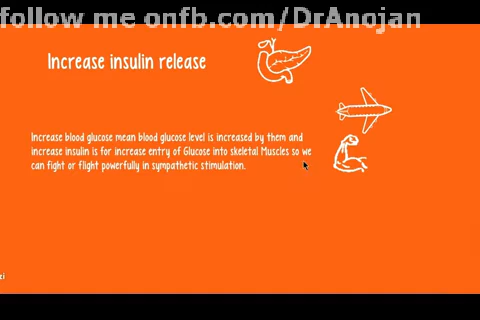 follow me onfb.com/DrAnojan
Increase insulin release
Increase blood glucose mean blood glucose level is increased by them and
increase insulin is for increase entry of Glucose into skeletal Muscles so we
can fight or flight powerfully in sympathetic stimulation.